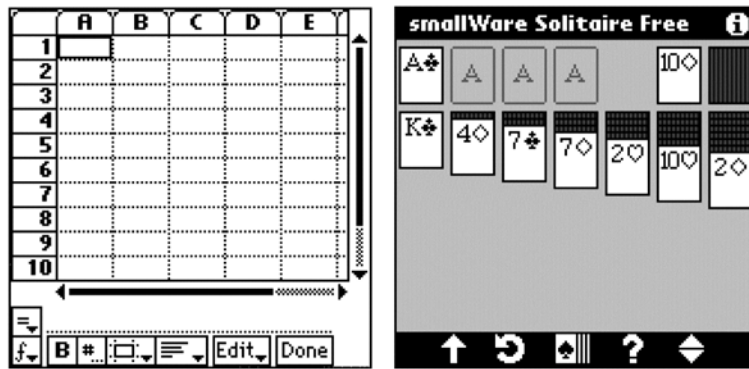 A B C D E
1
2
3
4
5
6
7
8
9
10
=
f B # Edit Done
smallWare Solitaire Free i
A♣ A A A 10♢
K♣ 4♢ 7♣ 7♢ 2♡ 10♡ 2♢
?